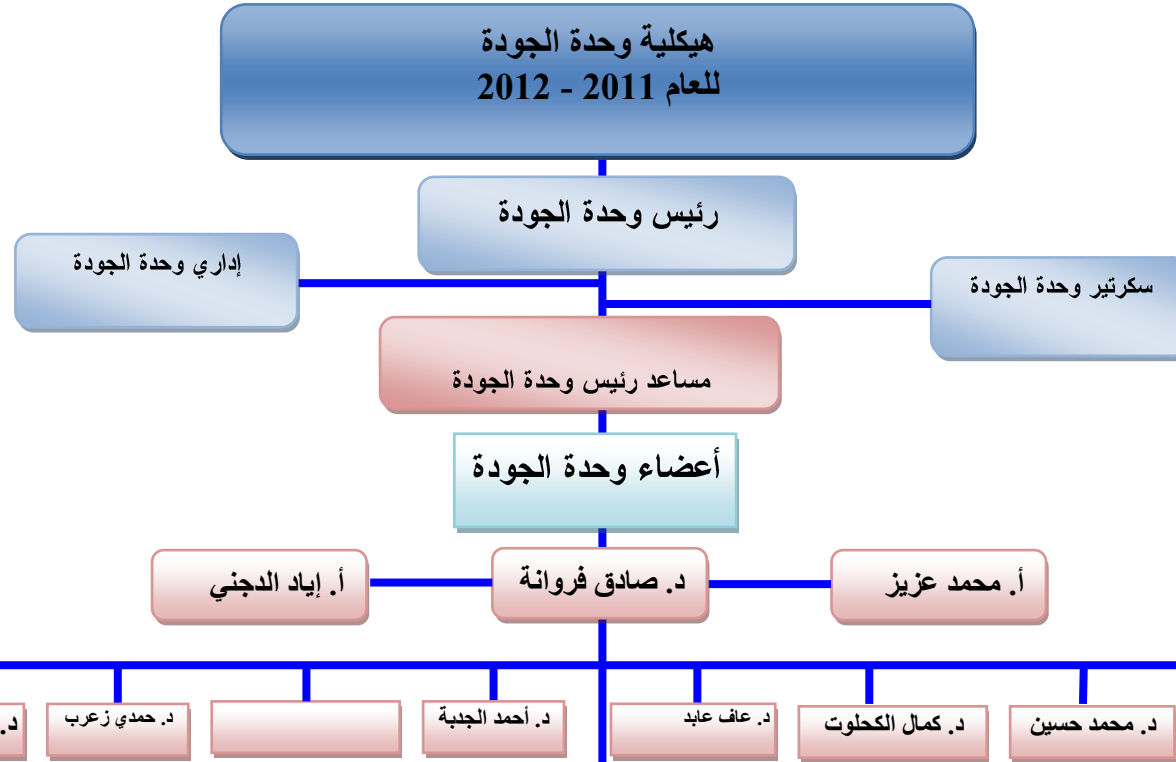 هيكلية وحدة الجودة
للعام 2011 - 2012
رئيس وحدة الجودة
سكرتير وحدة الجودة
إداري وحدة الجودة
مساعد رئيس وحدة الجودة
أعضاء وحدة الجودة
أ. محمد عزيز
د. صادق فروانة
أ. إياد الدجني
د. محمد حسين
د. كمال الكحلوت
د. عاف عابد
د. أحمد الجدبة
د. حمدي زعرب
د.